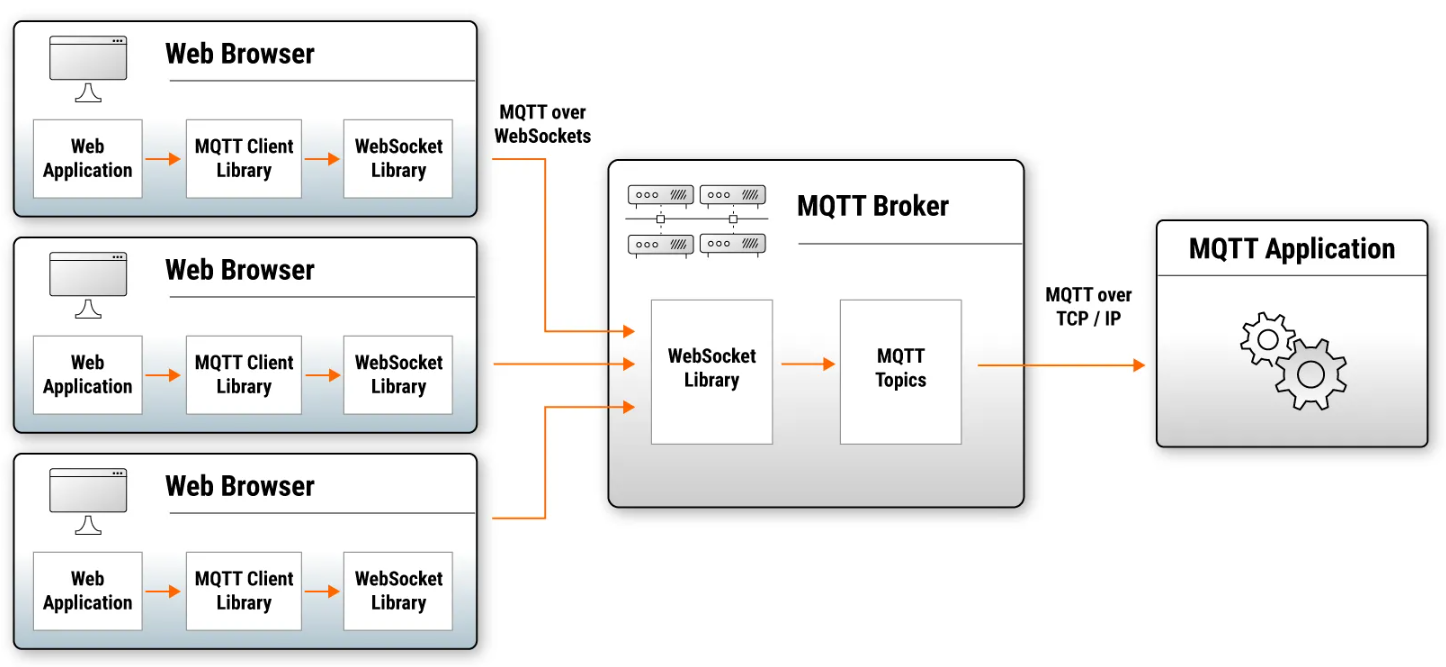 Web Browser
Web
Application
MQTT Client
Library
WebSocket
Library
MQTT over
WebSockets
Web Browser
Web
Application
MQTT Client
Library
WebSocket
Library
Web Browser
Web
Application
MQTT Client
Library
WebSocket
Library
MQTT Broker
WebSocket
Library
MQTT
Topics
MQTT over
TCP / IP
MQTT Application